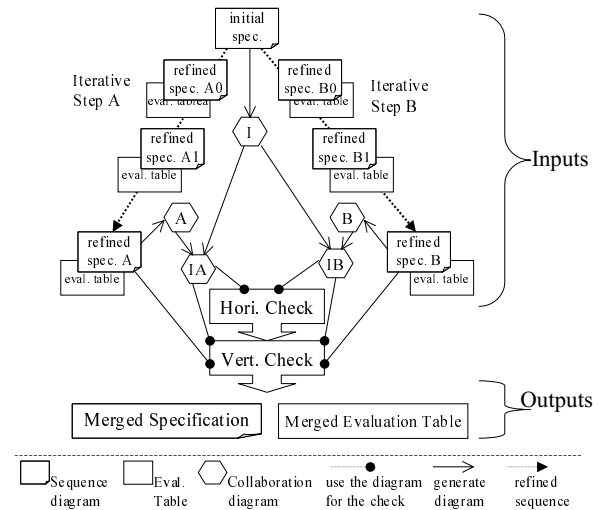 initial
spec.
Iterative
Step A
refined
spec. A0
eval. tablea
refined
spec. B0
eval. table
Iterative
Step B
I
refined
spec. A1
eval. table
refined
spec. B1
eval. table
Inputs
A
B
refined
spec. A
eval. table
IA
IB
refined
spec. B
eval. table
Hori. Check
Vert. Check
Outputs
Merged Specification
Merged Evaluation Table
Sequence
diagram
Eval.
Table
Collaboration
diagram
use the diagram
for the check
generate
diagram
refined
sequence